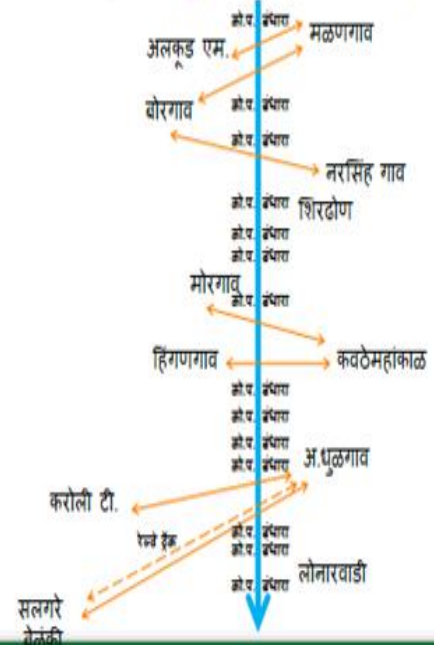 को.प. बंधारा
मळणगाव
अलकूड एम.
बोरगाव
को.प. बंधारा
को.प. बंधारा
नरसिंह गाव
को.प. बंधारा
शिरढोण
को.प. बंधारा
को.प. बंधारा
मोरगाव
को.प. बंधारा
हिंगणगाव
कवठेमहांकाळ
को.प. बंधारा
को.प. बंधारा
को.प. बंधारा
को.प. बंधारा
अ.धुळगाव
करोली टी.
को.प. बंधारा
रेल्वे ट्रॅक
को.प. बंधारा
लोनारवाडी
को.प. बंधारा
सलगरे
बेळंकी